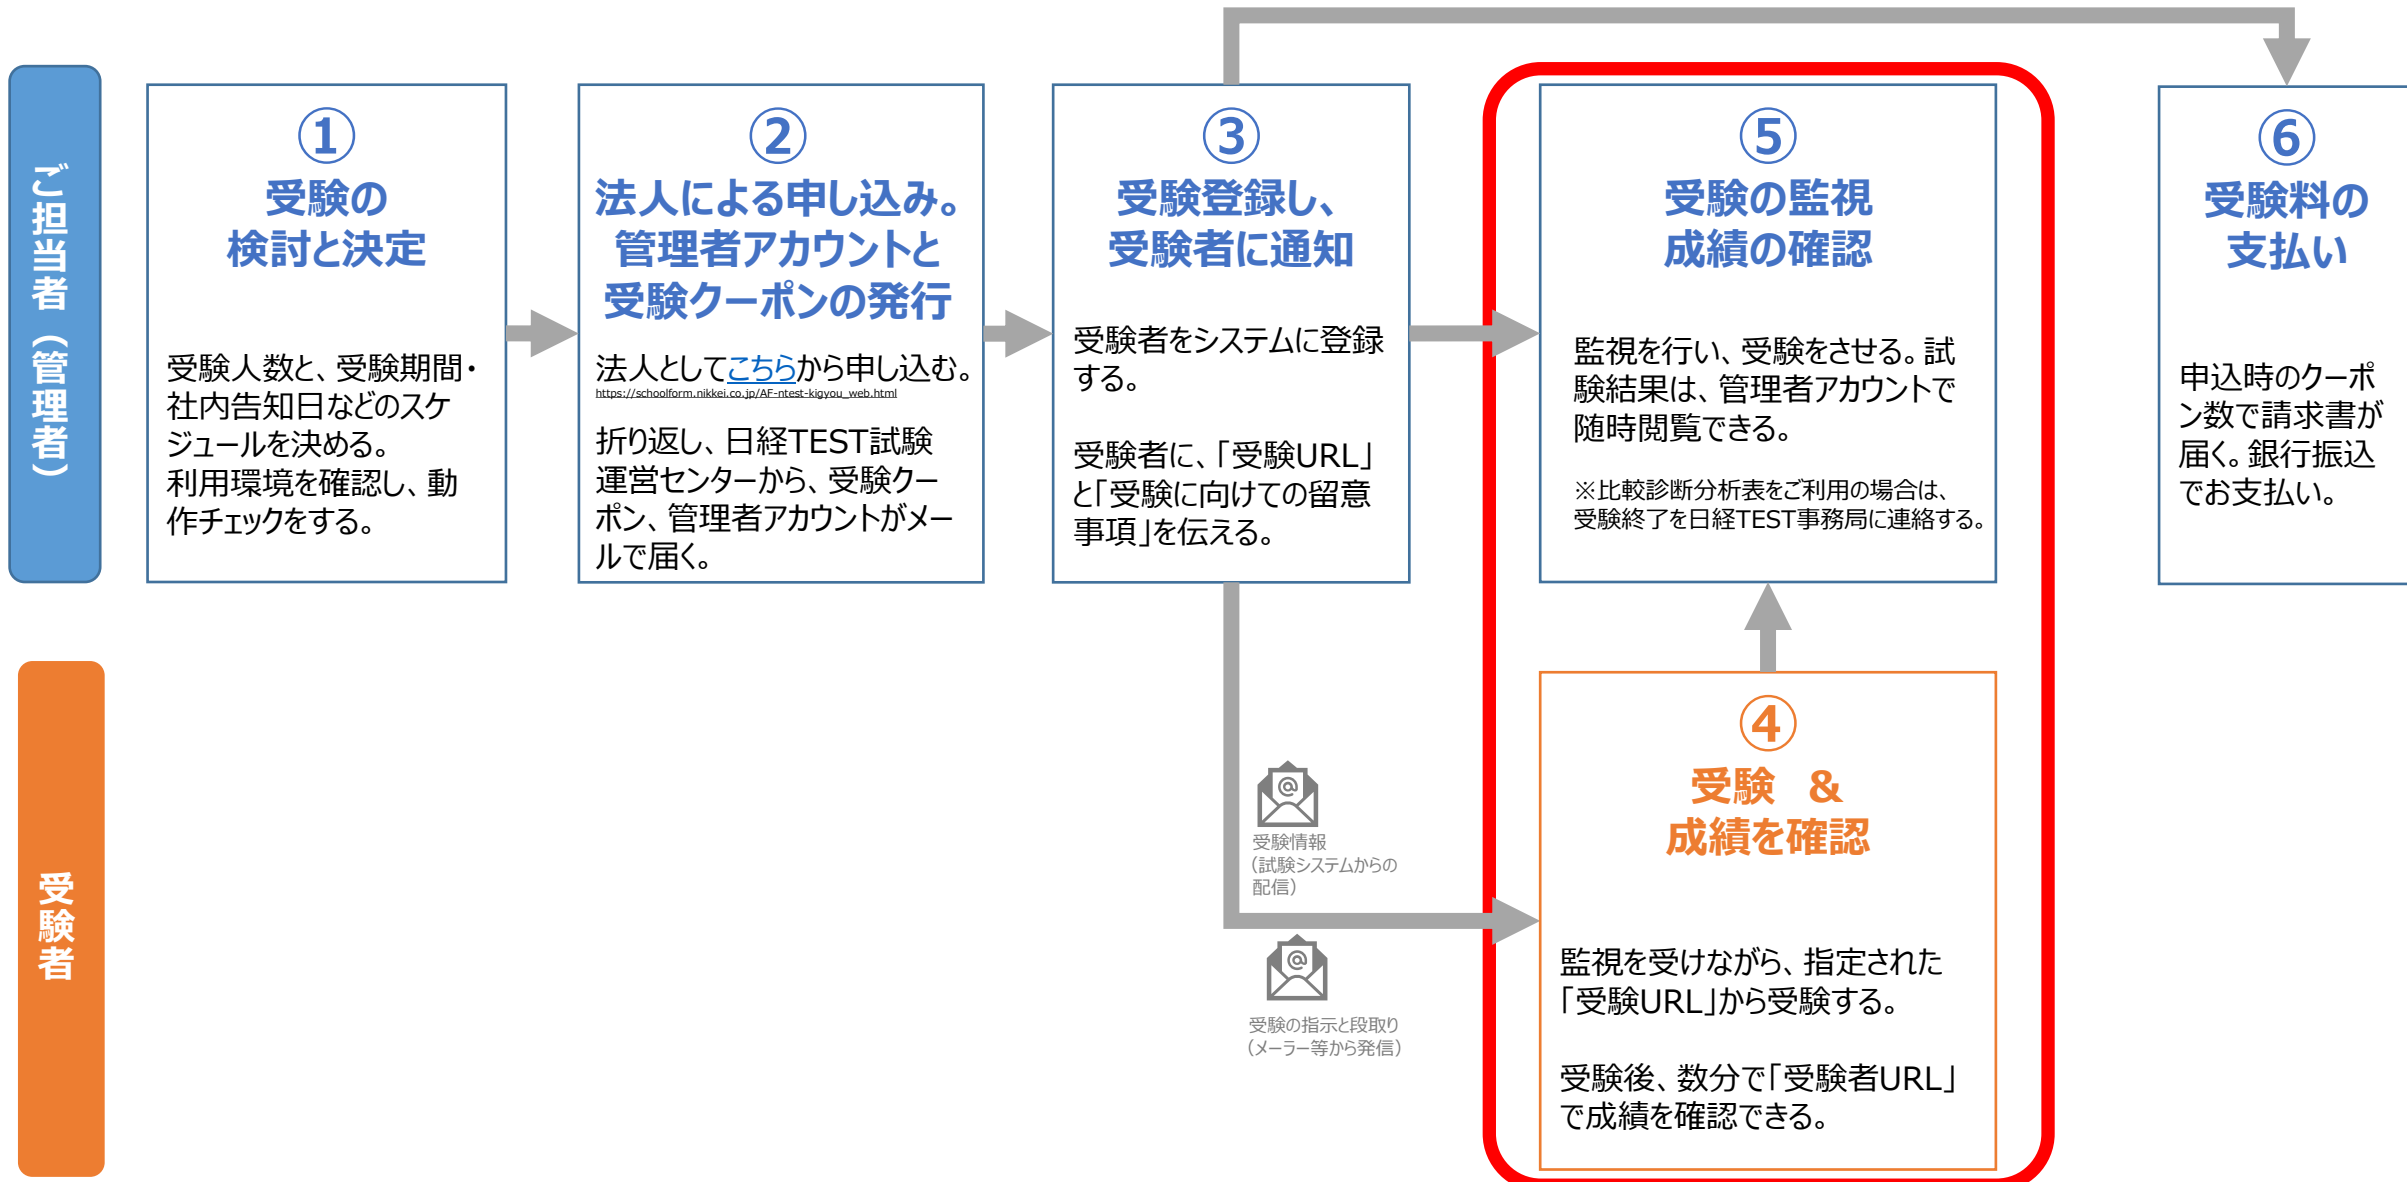 ご担当者（管理者）
①
受験の
検討と決定
受験人数と、受験期間・
社内告知日などのスケ
ジュールを決める。
利用環境を確認し、動
作チェックをする。
②
法人による申し込み。
管理者アカウントと
受験クーポンの発行
法人としてこちらから申し込む。
https://schoolform.nikkei.co.jp/AF-ntest-kigyou_web.html
折り返し、日経TEST試験
運営センターから、受験クー
ポン、管理者アカウントがメー
ルで届く。
③
受験登録し、
受験者に通知
受験者をシステムに登録
する。
受験者に、「受験URL」
と「受験に向けての留意
事項」を伝える。
⑤
受験の監視
成績の確認
監視を行い、受験をさせる。試
験結果は、管理者アカウントで
随時閲覧できる。
※比較診断分析表をご利用の場合は、
受験終了を日経TEST事務局に連絡する。
⑥
受験料の
支払い
申込時のクーポ
ン数で請求書が
届く。銀行振込
でお支払い。
受験者
受験情報
（試験システムからの
配信）
受験の指示と段取り
（メーラー等から発信）
④
受験　&
成績を確認
監視を受けながら、指定された
「受験URL」から受験する。
受験後、数分で「受験者URL」
で成績を確認できる。